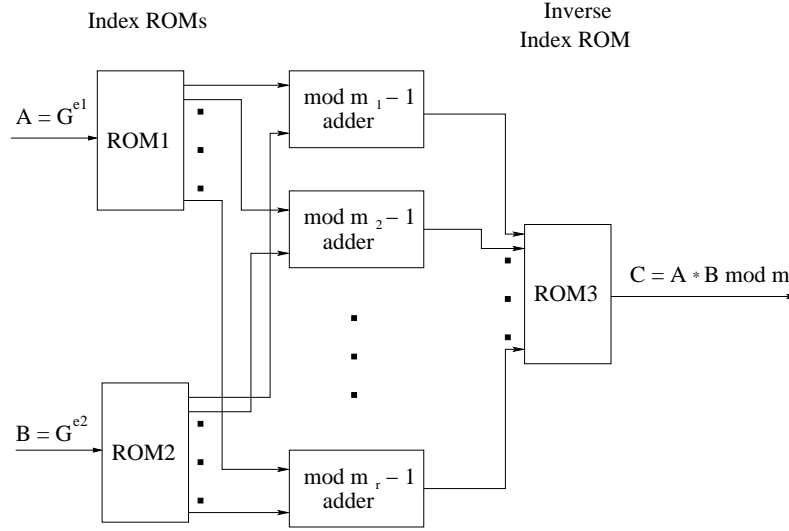 Index ROMs
Inverse
Index ROM
A = G^e1
ROM1
mod m_1 − 1
adder
mod m_2 − 1
adder
ROM3
C = A * B mod m
B = G^e2
ROM2
mod m_r − 1
adder